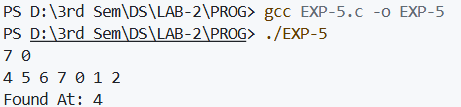 PS D:\3rd Sem\DS\LAB-2\PROG> gcc EXP-5.c -o EXP-5
PS D:\3rd Sem\DS\LAB-2\PROG> ./EXP-5
7 0
4 5 6 7 0 1 2
Found At: 4